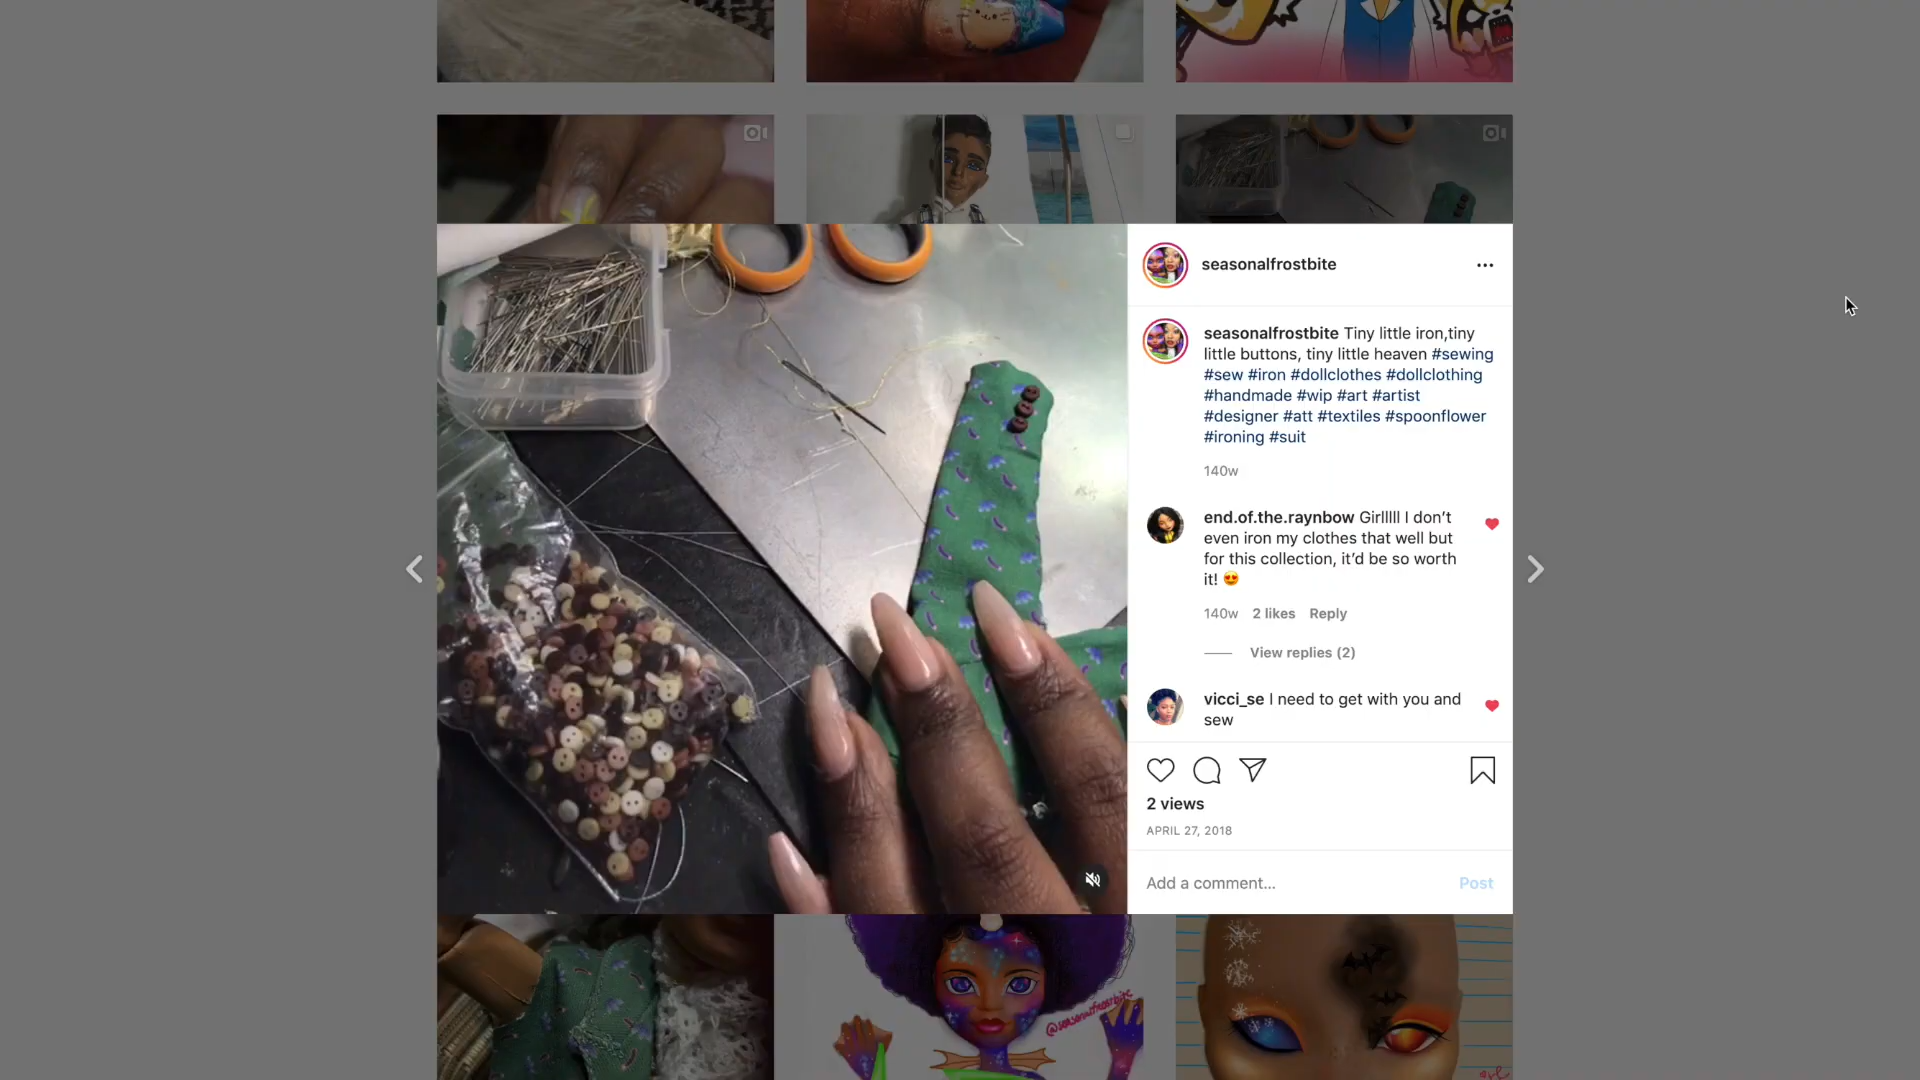 seasonalfrostbite
seasonalfrostbite Tiny little iron,tiny
little buttons, tiny little heaven #sewing
#sew #iron #dollclothes #dollclothing
#handmade #wip #art #artist
#designer #att #textiles #spoonflower
#ironing #suit
140w
end.of.the.raynbow Girlllll I don’t
even iron my clothes that well but
for this collection, it’d be so worth
it! 😍
140w 2 likes Reply
View replies (2)
vicci_se I need to get with you and
sew
2 views
APRIL 27, 2018
Add a comment... Post
@seasonalfrostbite